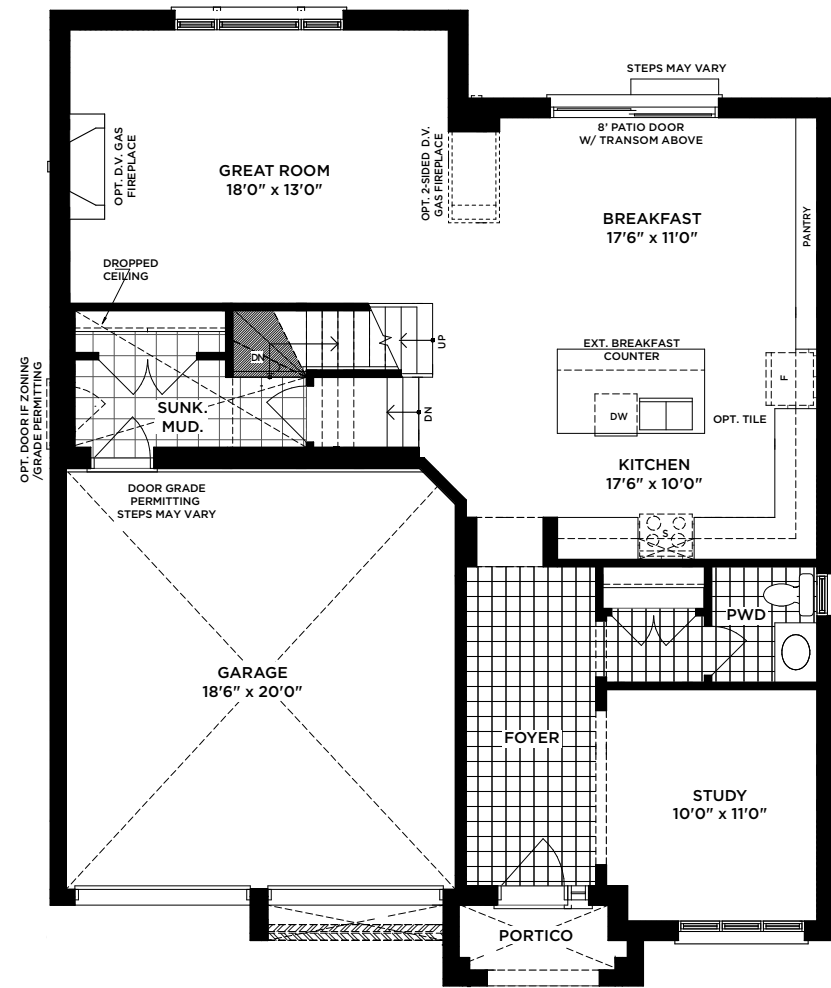 STEPS MAY VARY
8' PATIO DOOR
W/ TRANSOM ABOVE
OPT. D.V. GAS
FIREPLACE
GREAT ROOM
18'0" x 13'0"
OPT. 2-SIDED D.V.
GAS FIREPLACE
BREAKFAST
17'6" x 11'0"
PANTRY
DROPPED
CEILING
DN
UP
EXT. BREAKFAST
COUNTER
F
OPT. DOOR IF ZONING
/GRADE PERMITTING
SUNK.
MUD.
DN
DW
OPT. TILE
KITCHEN
17'6" x 10'0"
DOOR GRADE
PERMITTING
STEPS MAY VARY
S
PWD
GARAGE
18'6" x 20'0"
FOYER
STUDY
10'0" x 11'0"
PORTICO